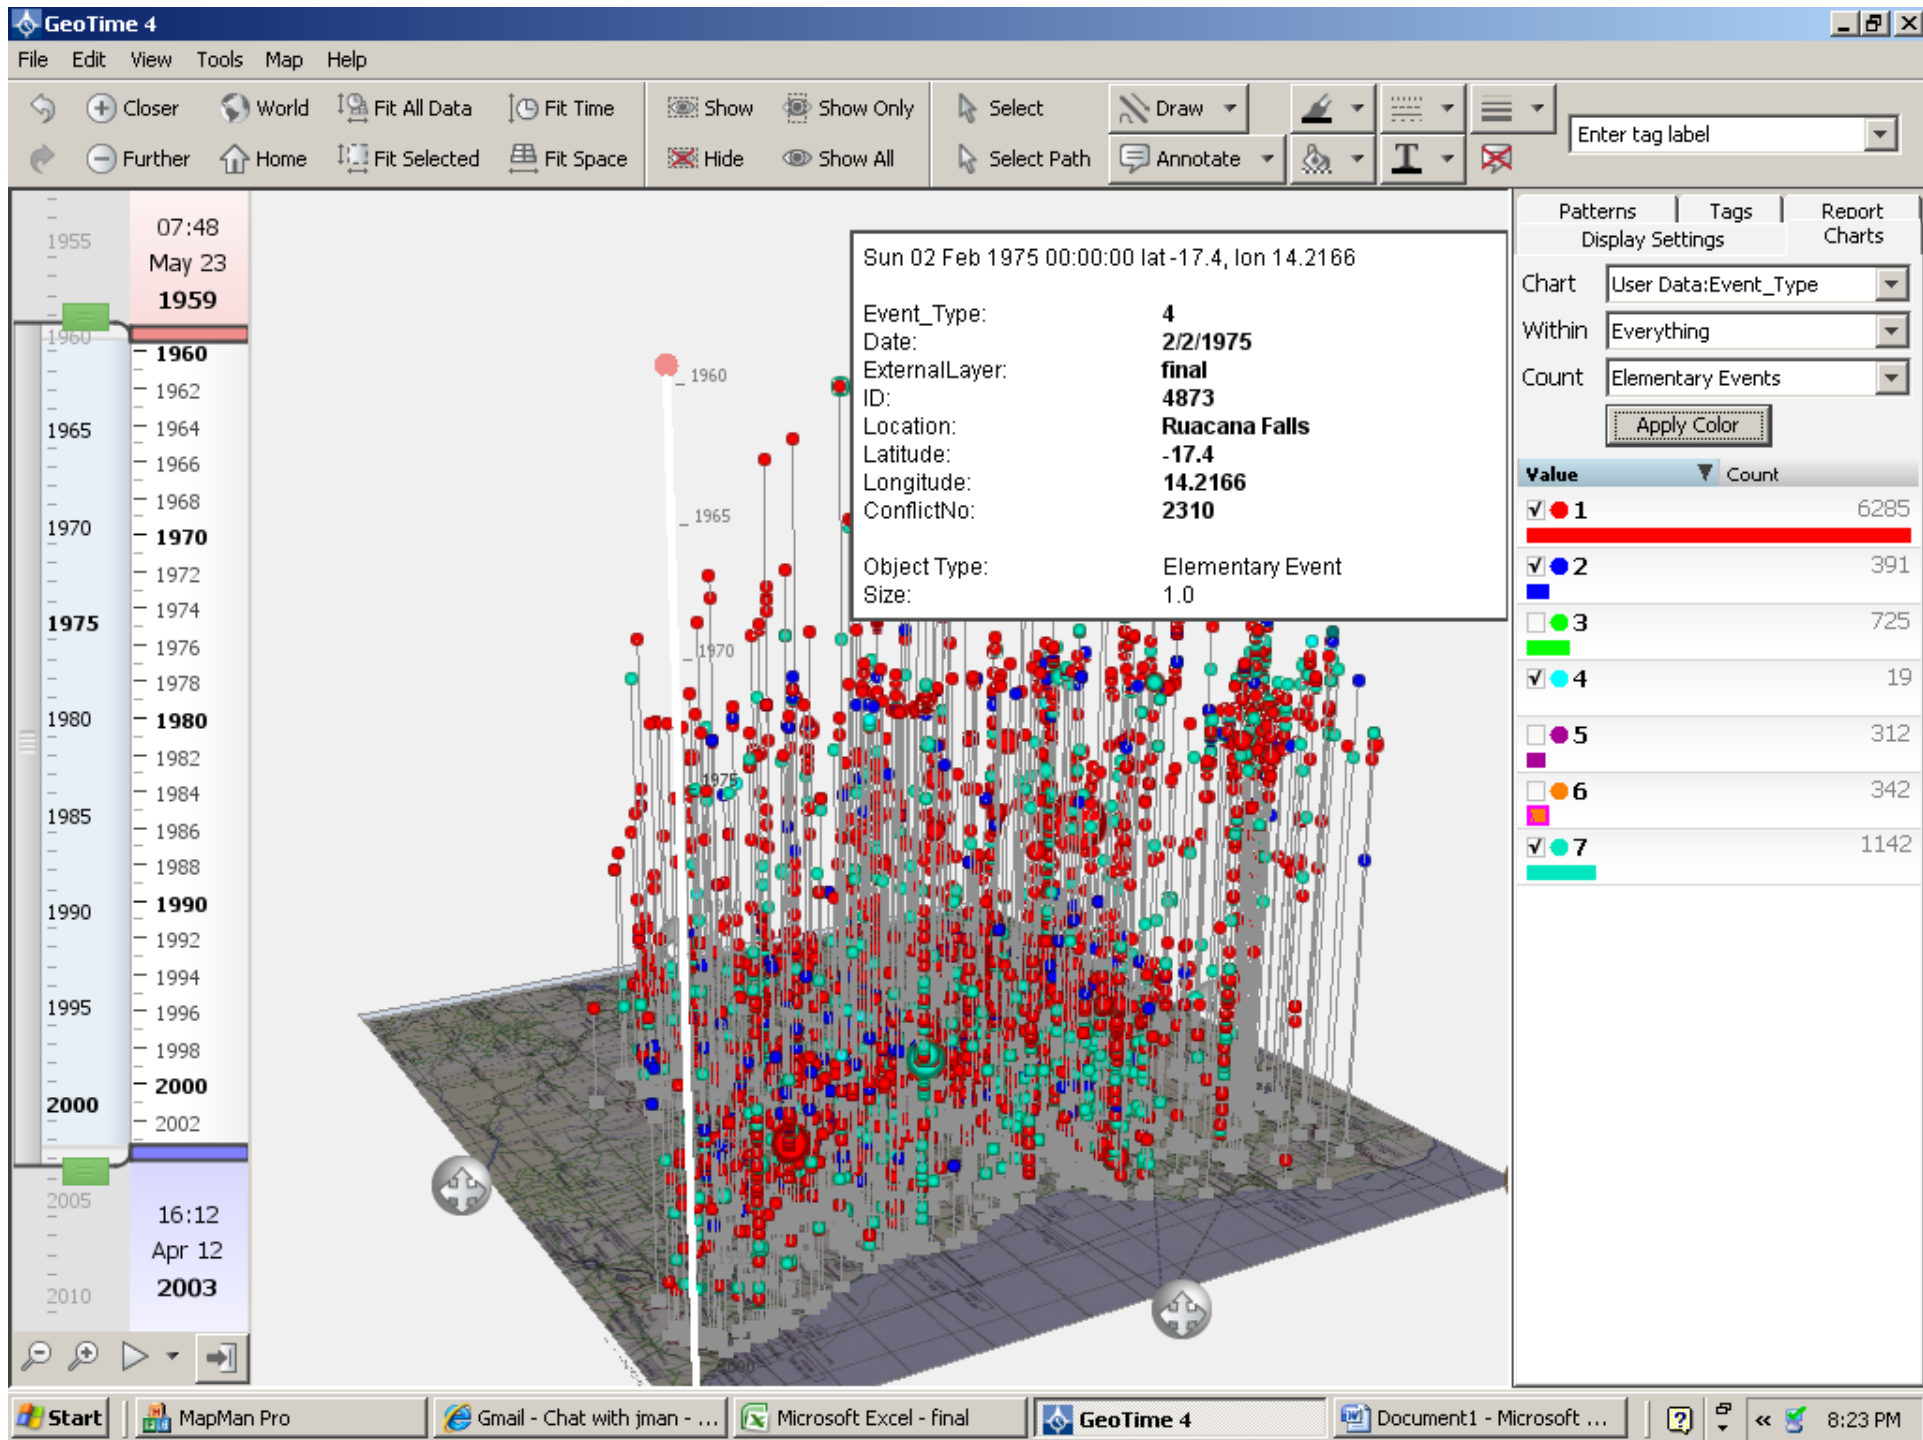 GeoTime 4
File Edit View Tools Map Help
Closer World Fit All Data Fit Time Show Show Only Select Draw
Enter tag label
Further Home Fit Selected Fit Space Hide Show All Select Path Annotate T
1955
1960
1965
1970
1975
1980
1985
1990
1995
2000
2005
2010
07:48
May 23
1959
1960
1962
1964
1966
1968
1970
1972
1974
1976
1978
1980
1982
1984
1986
1988
1990
1992
1994
1996
1998
2000
2002
16:12
Apr 12
2003
1960
1965
1970
1975
Sun 02 Feb 1975 00:00:00 lat -17.4, lon 14.2166
Event_Type: 4
Date: 2/2/1975
ExternalLayer: final
ID: 4873
Location: Ruacana Falls
Latitude: -17.4
Longitude: 14.2166
ConflictNo: 2310
Object Type: Elementary Event
Size: 1.0
Patterns Tags Report
Display Settings Charts
Chart User Data:Event_Type
Within Everything
Count Elementary Events
Apply Color
Value Count
1 6285
2 391
3 725
4 19
5 312
6 342
7 1142
Start MapMan Pro Gmail - Chat with jman - ... Microsoft Excel - final GeoTime 4 Document1 - Microsoft ... 8:23 PM